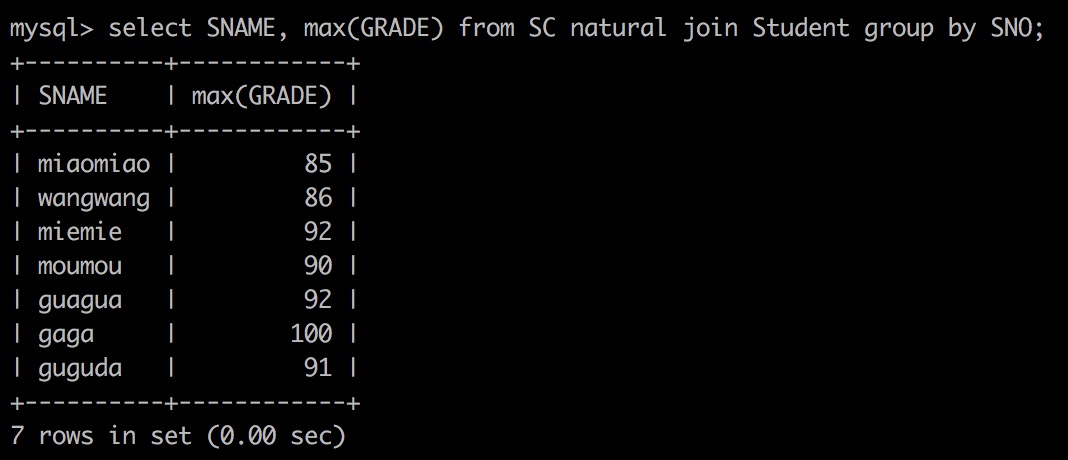 mysql> select SNAME, max(GRADE) from SC natural join Student group by SNO;
+----------+------------+
| SNAME    | max(GRADE) |
+----------+------------+
| miaomiao |         85 |
| wangwang |         86 |
| miemie   |         92 |
| moumou   |         90 |
| guagua   |         92 |
| gaga     |        100 |
| guguda   |         91 |
+----------+------------+
7 rows in set (0.00 sec)